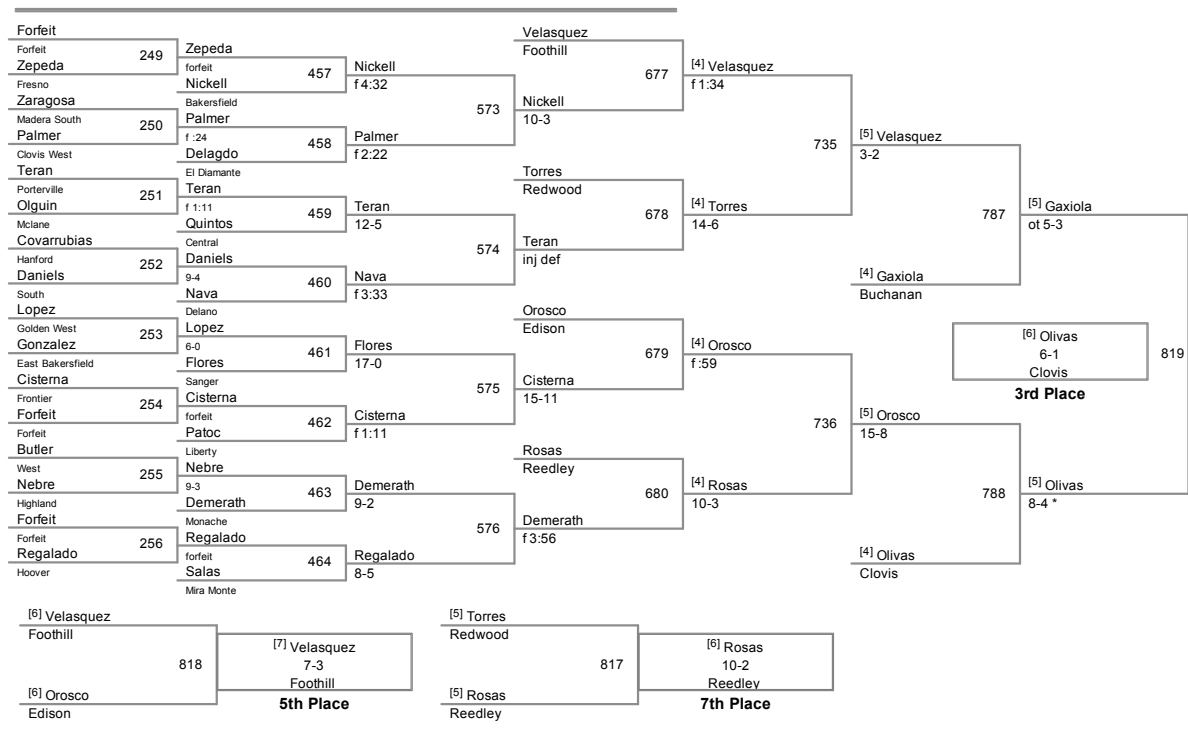 Forfeit
Forfeit
249
Zepeda
Fresno
Zaragosa
Madera South
250
Palmer
Clovis West
Teran
Porterville
251
Olguin
Mclane
Covarrubias
Hanford
252
Daniels
South
Lopez
Golden West
253
Gonzalez
East Bakersfield
Cisterna
Frontier
254
Forfeit
Forfeit
Butler
West
255
Nebre
Highland
Forfeit
Forfeit
256
Regalado
Hoover
Zepeda
forfeit
457
Nickell
Bakersfield
Palmer
f :24
458
Delagdo
El Diamante
Teran
f 1:11
459
Quintos
Central
Daniels
9-4
460
Nava
Delano
Lopez
6-0
461
Flores
Sanger
Cisterna
forfeit
462
Patoc
Liberty
Nebre
9-3
463
Demerath
Monache
Regalado
forfeit
464
Salas
Mira Monte
Nickell
f 4:32
573
Palmer
f 2:22
Teran
12-5
574
Nava
f 3:33
Flores
17-0
575
Cisterna
f 1:11
Demerath
9-2
576
Regalado
8-5
Velasquez
Foothill
677
Nickell
10-3
Torres
Redwood
678
Teran
inj def
Orosco
Edison
679
Cisterna
15-11
Rosas
Reedley
680
Demerath
f 3:56
[4] Velasquez
f 1:34
735
[4] Torres
14-6
[4] Orosco
f :59
736
[4] Rosas
10-3
[5] Velasquez
3-2
787
[4] Gaxiola
Buchanan
[5] Orosco
15-8
788
[4] Olivas
Clovis
[5] Gaxiola
ot 5-3
819
[5] Olivas
8-4 *
[6] Olivas
6-1
Clovis
3rd Place
[6] Velasquez
Foothill
818
[6] Orosco
Edison
[7] Velasquez
7-3
Foothill
5th Place
[5] Torres
Redwood
817
[5] Rosas
Reedley
[6] Rosas
10-2
Reedley
7th Place